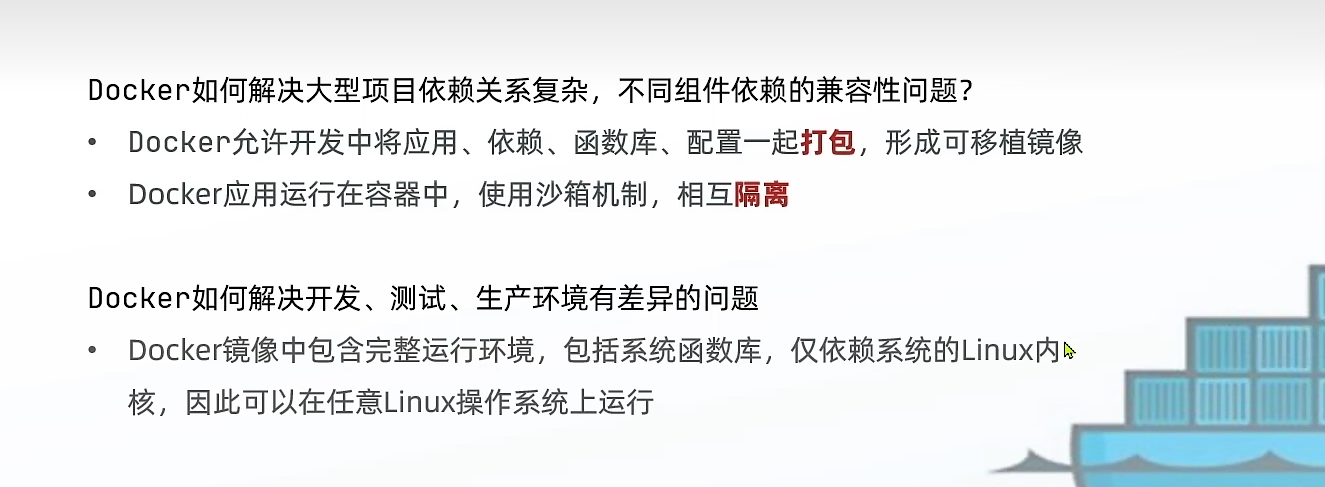 Docker如何解决大型项目依赖关系复杂，不同组件依赖的兼容性问题？
• Docker允许开发中将应用、依赖、函数库、配置一起打包，形成可移植镜像
• Docker应用运行在容器中，使用沙箱机制，相互隔离
Docker如何解决开发、测试、生产环境有差异的问题
• Docker镜像中包含完整运行环境，包括系统函数库，仅依赖系统的Linux内
核，因此可以在任意Linux操作系统上运行